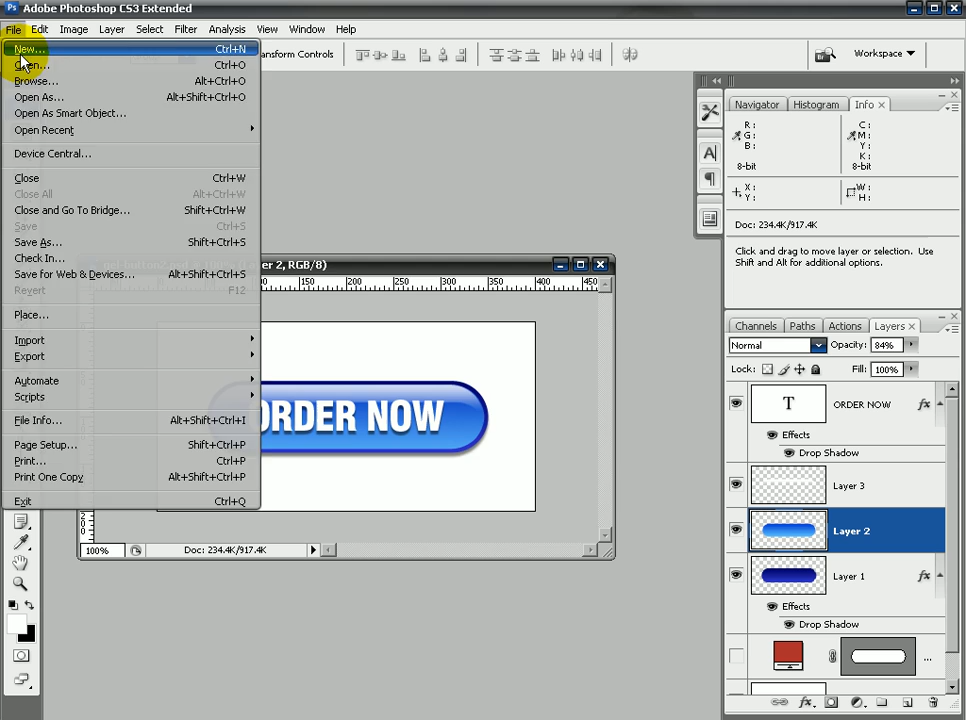 Ps Adobe Photoshop CS3 Extended
File Edit Image Layer Select Filter Analysis View Window Help
ansform Controls
Workspace
New... Ctrl+N
Open... Ctrl+O
Browse... Alt+Ctrl+O
Open As... Alt+Shift+Ctrl+O
Open As Smart Object...
Open Recent
Device Central...
Close Ctrl+W
Close All Alt+Ctrl+W
Close and Go To Bridge... Shift+Ctrl+W
Save Ctrl+S
Save As... Shift+Ctrl+S
Check In...
Save for Web & Devices... Alt+Shift+Ctrl+S
Revert F12
Place...
Import
Export
Automate
Scripts
File Info... Alt+Shift+Ctrl+I
Page Setup... Shift+Ctrl+P
Print... Ctrl+P
Print One Copy Alt+Shift+Ctrl+P
Exit Ctrl+Q
yer 2, RGB/8)
100 150 200 250 300 350 400 450
ORDER NOW
200
100% Doc: 234.4K/917.4K
Navigator Histogram Info
R: C:
G: M:
B: Y:
K:
8-bit 8-bit
X: W:
Y: H:
Doc: 234.4K/917.4K
Click and drag to move layer or selection. Use
Shift and Alt for additional options.
A
Channels Paths Actions Layers
Normal Opacity: 84%
Lock: Fill: 100%
T ORDER NOW fx
Effects
Drop Shadow
Layer 3
Layer 2
Layer 1 fx
Effects
Drop Shadow
...
fx